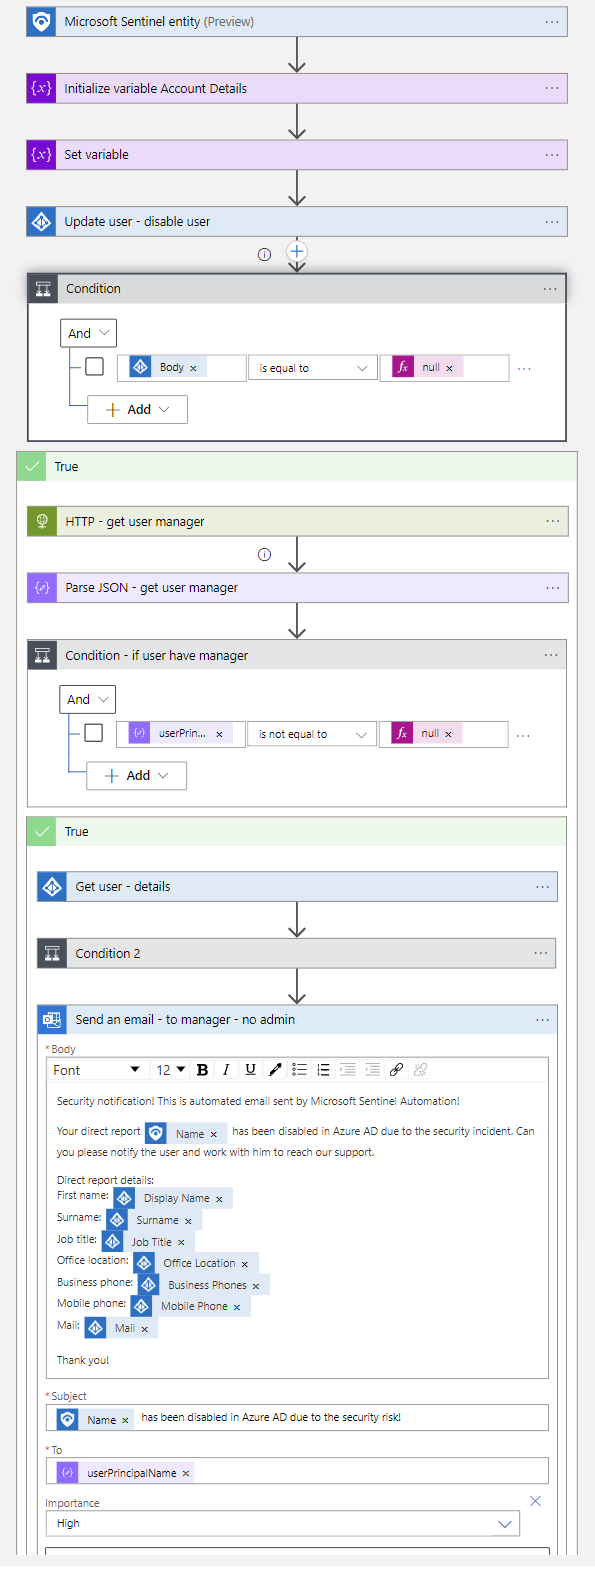 Microsoft Sentinel entity (Preview)
{x} Initialize variable Account Details
{x} Set variable
Update user - disable user
Condition
And
Body × is equal to fx null ×
+ Add
True
HTTP - get user manager
Parse JSON - get user manager
Condition - if user have manager
And
userPrin... × is not equal to fx null ×
+ Add
True
Get user - details
Condition 2
Send an email - to manager - no admin
* Body
Font 12 B I U
Security notification! This is automated email sent by Microsoft Sentinel Automation!
Your direct report Name × has been disabled in Azure AD due to the security incident. Can
you please notify the user and work with him to reach our support.
Direct report details:
First name: Display Name ×
Surname: Surname ×
Job title: Job Title ×
Office location: Office Location ×
Business phone: Business Phones ×
Mobile phone: Mobile Phone ×
Mail: Mail ×
Thank you!
* Subject
Name × has been disabled in Azure AD due to the security risk!
* To
userPrincipalName ×
Importance
High